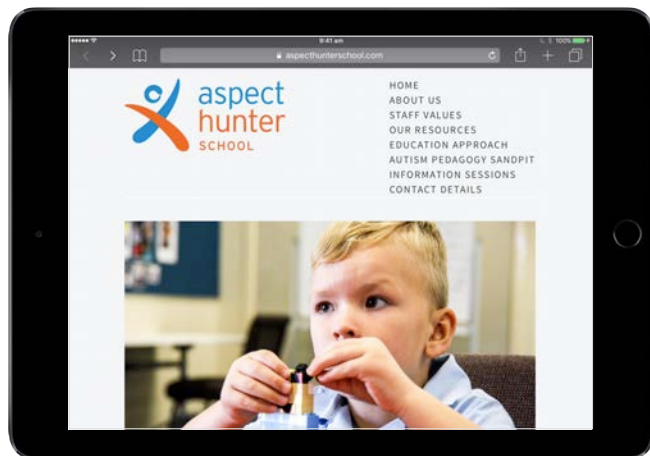 9:41 am
100%
aspecthunterschool.com
aspect
hunter
SCHOOL
HOME
ABOUT US
STAFF VALUES
OUR RESOURCES
EDUCATION APPROACH
AUTISM PEDAGOGY SANDPIT
INFORMATION SESSIONS
CONTACT DETAILS